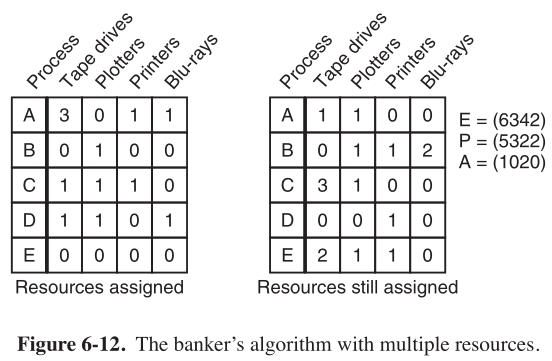 Process Tape drives Plotters Printers Blu-rays
A 3 0 1 1
B 0 1 0 0
C 1 1 1 0
D 1 1 0 1
E 0 0 0 0
Resources assigned
Process Tape drives Plotters Printers Blu-rays
A 1 1 0 0
B 0 1 1 2
C 3 1 0 0
D 0 0 1 0
E 2 1 1 0
Resources still assigned
E = (6342)
P = (5322)
A = (1020)
Figure 6-12. The banker’s algorithm with multiple resources.